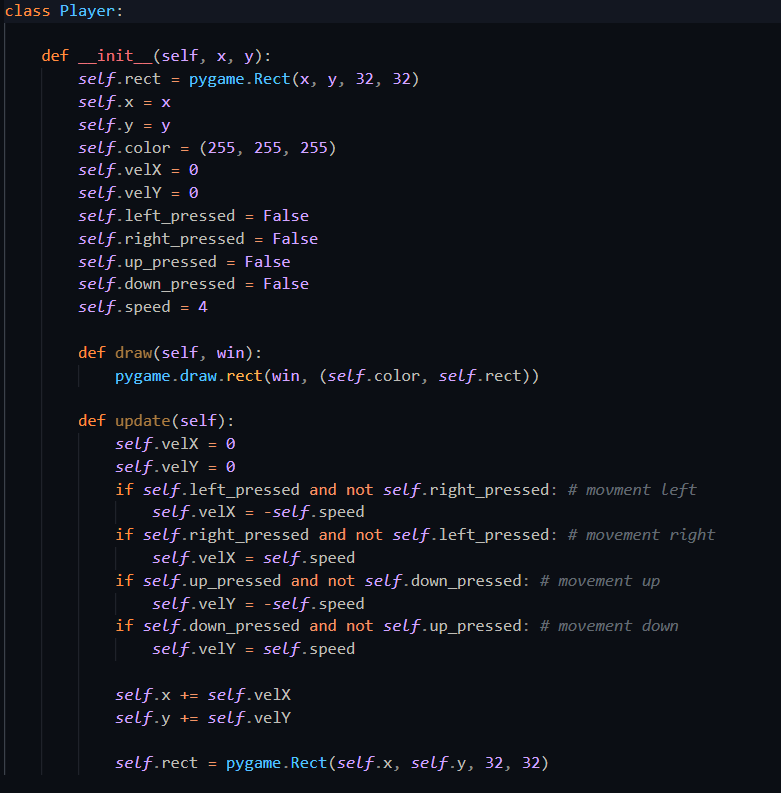 class Player:
def __init__(self, x, y):
self.rect = pygame.Rect(x, y, 32, 32)
self.x = x
self.y = y
self.color = (255, 255, 255)
self.velX = 0
self.velY = 0
self.left_pressed = False
self.right_pressed = False
self.up_pressed = False
self.down_pressed = False
self.speed = 4
def draw(self, win):
pygame.draw.rect(win, (self.color, self.rect))
def update(self):
self.velX = 0
self.velY = 0
if self.left_pressed and not self.right_pressed: # movment left
self.velX = -self.speed
if self.right_pressed and not self.left_pressed: # movement right
self.velX = self.speed
if self.up_pressed and not self.down_pressed: # movement up
self.velY = -self.speed
if self.down_pressed and not self.up_pressed: # movement down
self.velY = self.speed
self.x += self.velX
self.y += self.velY
self.rect = pygame.Rect(self.x, self.y, 32, 32)